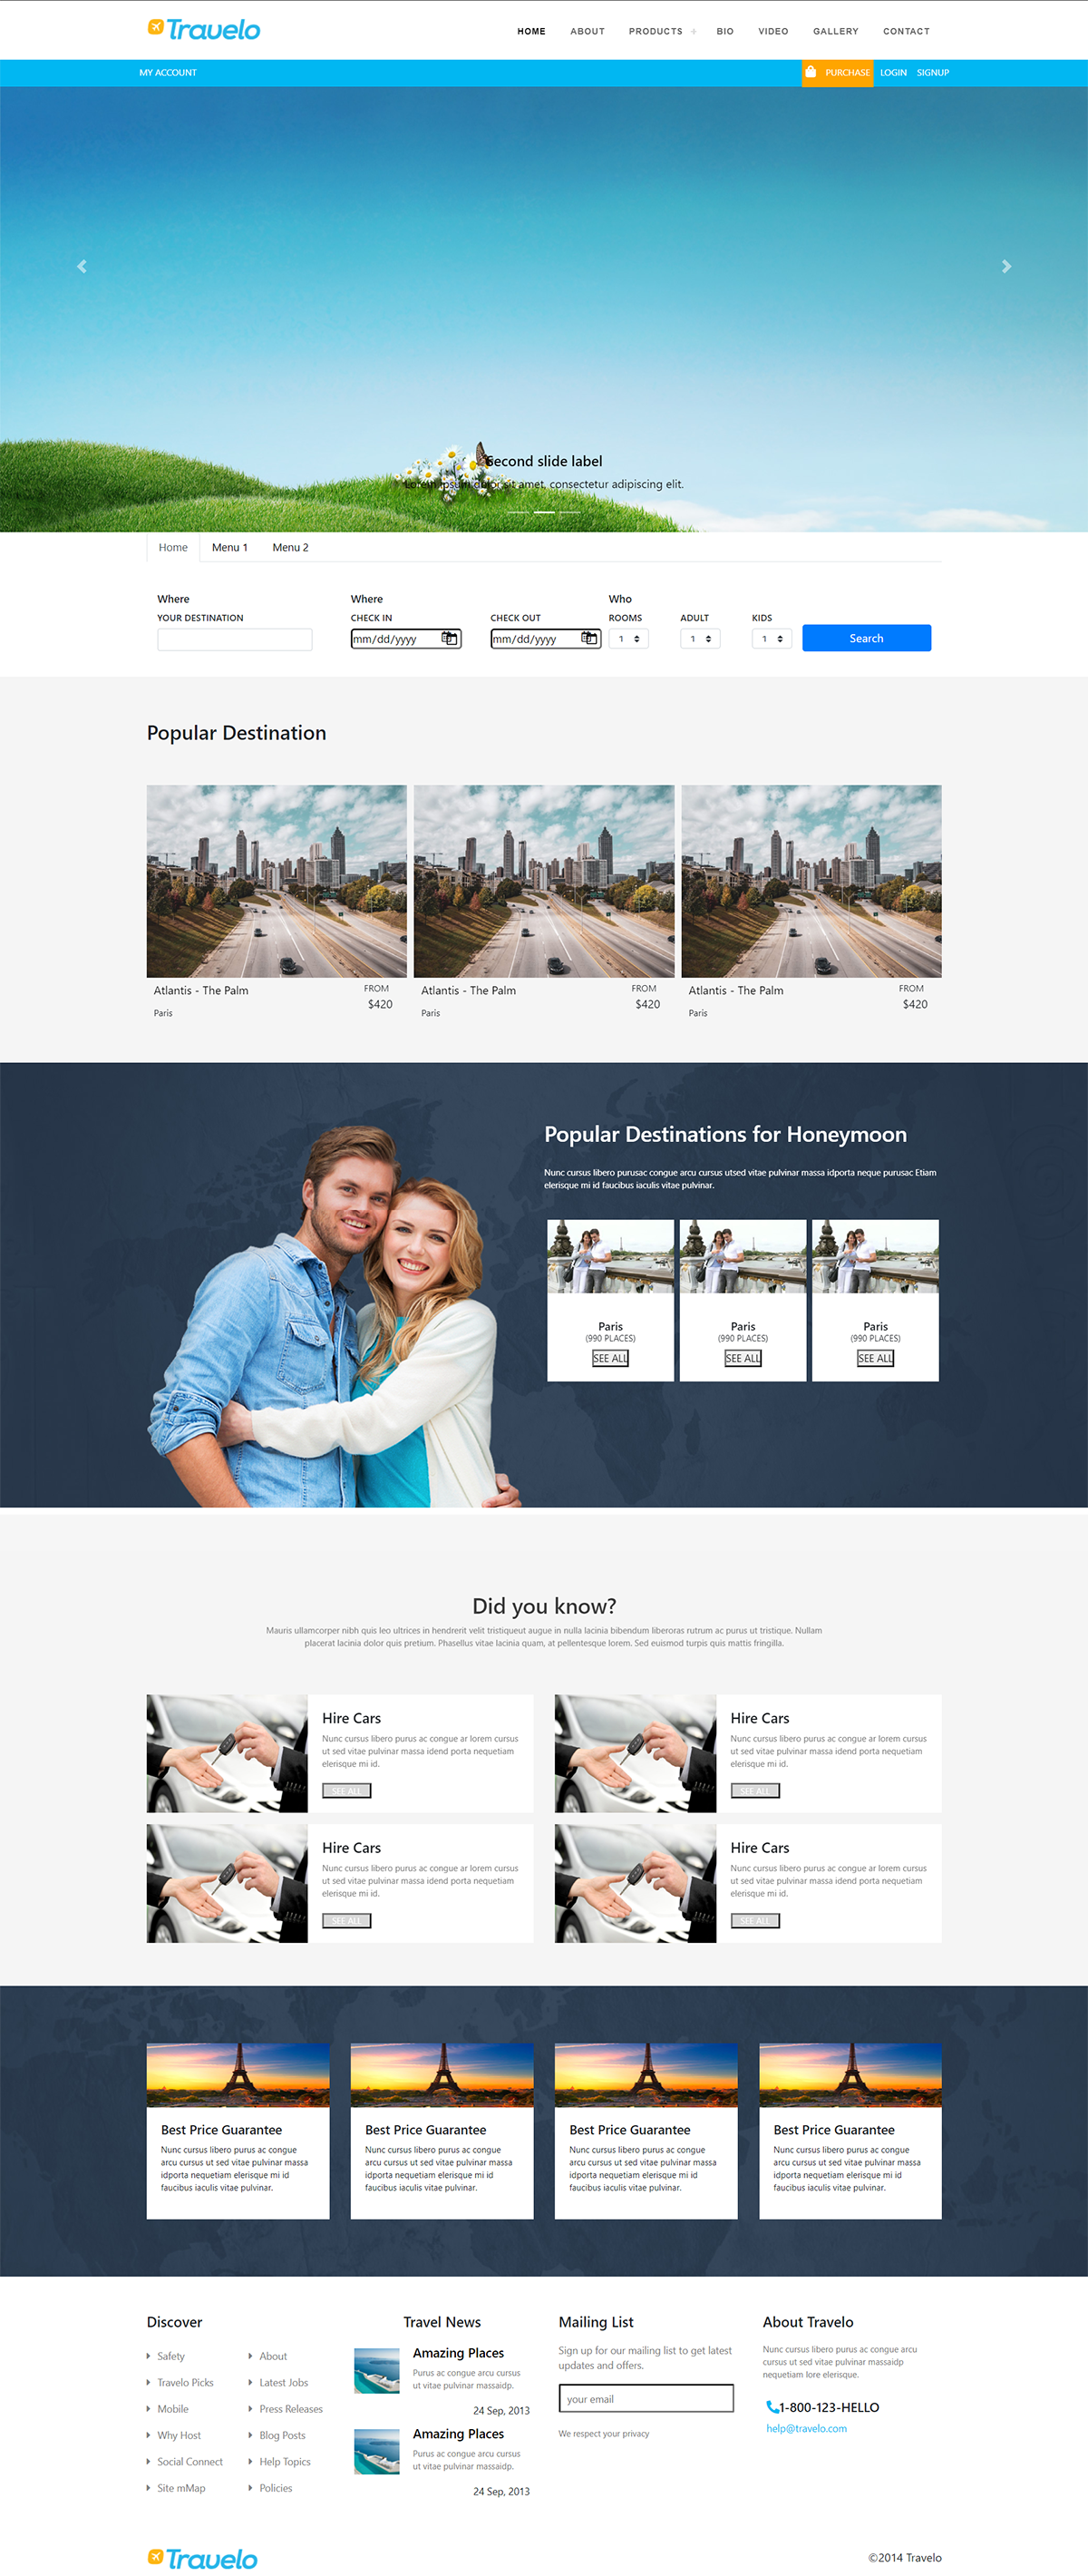 Travelo
HOME ABOUT PRODUCTS + BIO VIDEO GALLERY CONTACT
MY ACCOUNT PURCHASE LOGIN SIGNUP
Second slide label
Lorem ipsum dolor sit amet, consectetur adipiscing elit.
Home Menu 1 Menu 2
Where Where Who
YOUR DESTINATION CHECK IN CHECK OUT ROOMS ADULT KIDS
mm/dd/yyyy mm/dd/yyyy 1 1 1 Search
Popular Destination
Atlantis - The Palm FROM
$420
Paris
Atlantis - The Palm FROM
$420
Paris
Atlantis - The Palm FROM
$420
Paris
Popular Destinations for Honeymoon
Nunc cursus libero purusac congue arcu cursus utsed vitae pulvinar massa idporta neque purusac Etiam
elerisque mi id faucibus iaculis vitae pulvinar.
Paris
(990 PLACES)
SEE ALL
Paris
(990 PLACES)
SEE ALL
Paris
(990 PLACES)
SEE ALL
Did you know?
Mauris ullamcorper nibh quis leo ultrices in hendrerit velit tristiqueut augue in nulla lacinia bibendum liberoras rutrum ac purus ut tristique. Nullam
placerat lacinia dolor quis pretium. Phasellus vitae lacinia quam, at pellentesque lorem. Sed euismod turpis quis mattis fringilla.
Hire Cars
Nunc cursus libero purus ac congue ar lorem cursus
ut sed vitae pulvinar massa idend porta nequetiam
elerisque mi id.
SEE ALL
Hire Cars
Nunc cursus libero purus ac congue ar lorem cursus
ut sed vitae pulvinar massa idend porta nequetiam
elerisque mi id.
SEE ALL
Hire Cars
Nunc cursus libero purus ac congue ar lorem cursus
ut sed vitae pulvinar massa idend porta nequetiam
elerisque mi id.
SEE ALL
Hire Cars
Nunc cursus libero purus ac congue ar lorem cursus
ut sed vitae pulvinar massa idend porta nequetiam
elerisque mi id.
SEE ALL
Best Price Guarantee
Nunc cursus libero purus ac congue
arcu cursus ut sed vitae pulvinar massa
idporta nequetiam elerisque mi id
faucibus iaculis vitae pulvinar.
Best Price Guarantee
Nunc cursus libero purus ac congue
arcu cursus ut sed vitae pulvinar massa
idporta nequetiam elerisque mi id
faucibus iaculis vitae pulvinar.
Best Price Guarantee
Nunc cursus libero purus ac congue
arcu cursus ut sed vitae pulvinar massa
idporta nequetiam elerisque mi id
faucibus iaculis vitae pulvinar.
Best Price Guarantee
Nunc cursus libero purus ac congue
arcu cursus ut sed vitae pulvinar massa
idporta nequetiam elerisque mi id
faucibus iaculis vitae pulvinar.
Discover
Safety
Travelo Picks
Mobile
Why Host
Social Connect
Site mMap
About
Latest Jobs
Press Releases
Blog Posts
Help Topics
Policies
Travel News
Amazing Places
Purus ac congue arcu cursus
ut vitae pulvinar massaidp.
24 Sep, 2013
Amazing Places
Purus ac congue arcu cursus
ut vitae pulvinar massaidp.
24 Sep, 2013
Mailing List
Sign up for our mailing list to get latest
updates and offers.
your email
We respect your privacy
About Travelo
Nunc cursus libero purus ac congue arcu
cursus ut sed vitae pulvinar massaidp
nequetiam lore elerisque.
1-800-123-HELLO
help@travelo.com
Travelo
©2014 Travelo